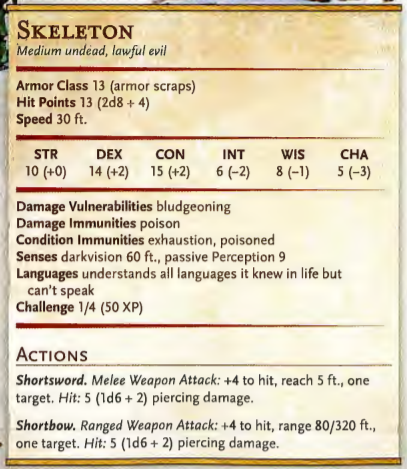 SKELETON
Medium undead, lawful evil
Armor Class 13 (armor scraps)
Hit Points 13 (2d8 + 4)
Speed 30 ft.
STR DEX CON INT WIS CHA
10 (+0) 14 (+2) 15 (+2) 6 (−2) 8 (−1) 5 (−3)
Damage Vulnerabilities bludgeoning
Damage Immunities poison
Condition Immunities exhaustion, poisoned
Senses darkvision 60 ft., passive Perception 9
Languages understands all languages it knew in life but
can't speak
Challenge 1/4 (50 XP)
ACTIONS
Shortsword. Melee Weapon Attack: +4 to hit, reach 5 ft., one
target. Hit: 5 (1d6 + 2) piercing damage.
Shortbow. Ranged Weapon Attack: +4 to hit, range 80/320 ft.,
one target. Hit: 5 (1d6 + 2) piercing damage.